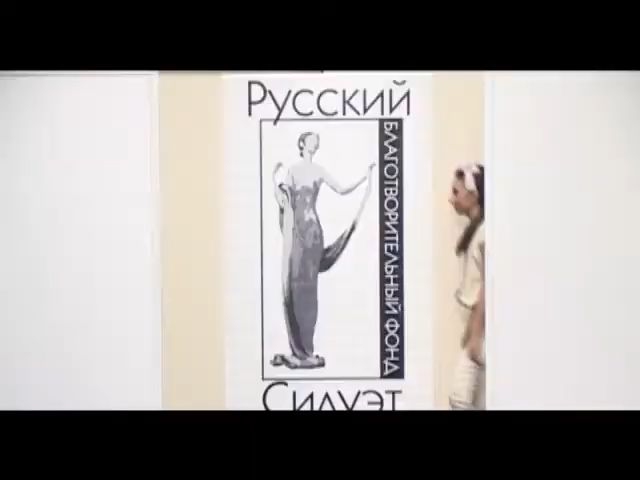 Русский
БЛАГОТВОРИТЕЛЬНЫЙ ФОНД
Силуэт